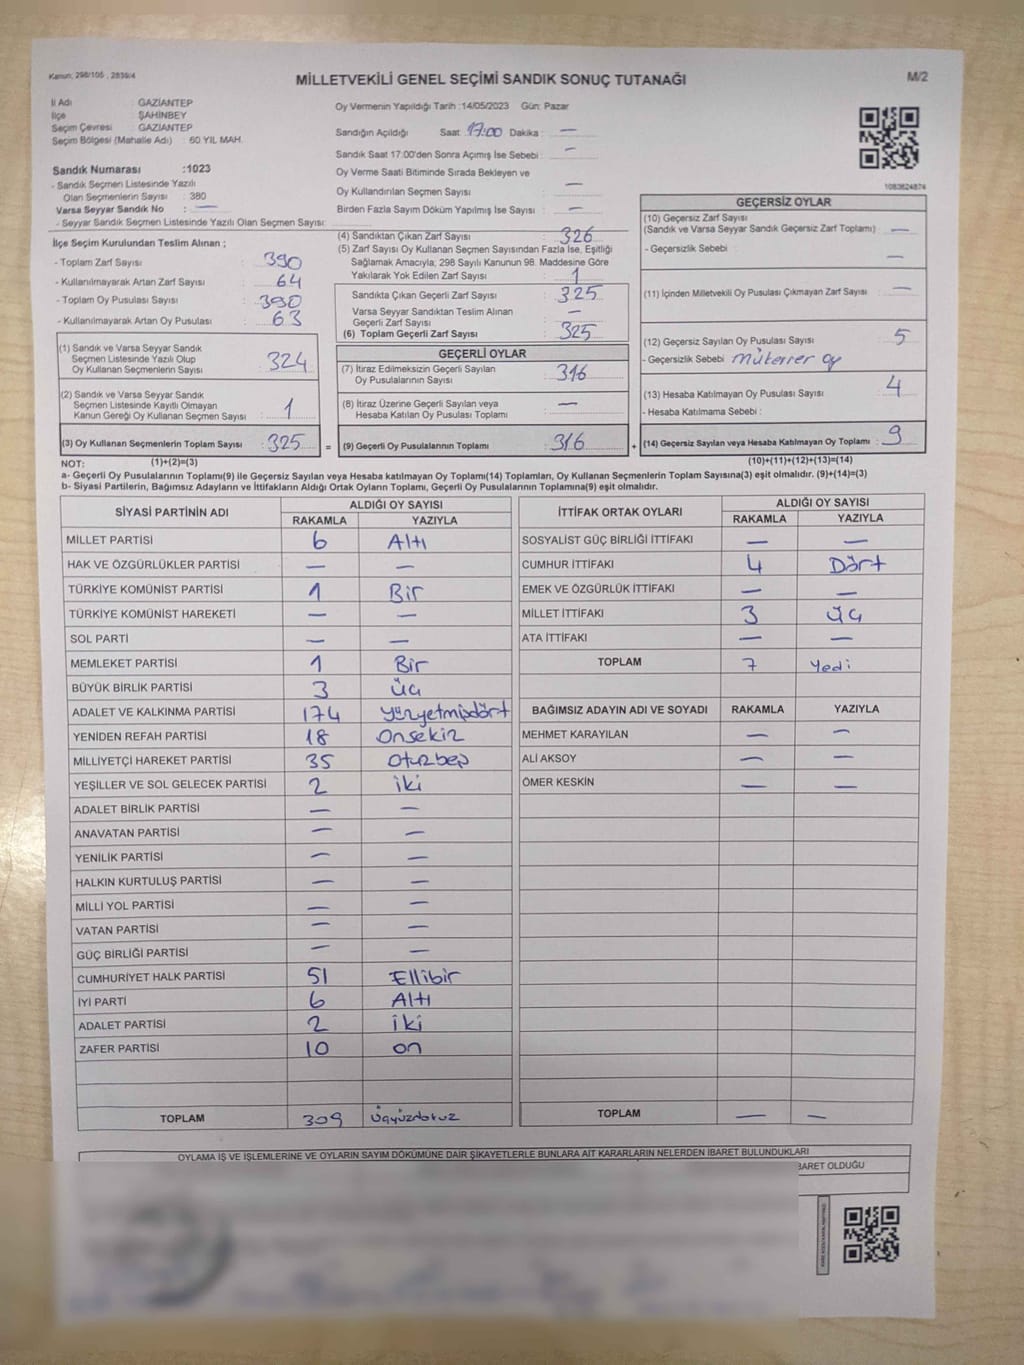 Kanun; 298/105 , 2839/4
MİLLETVEKİLİ GENEL SEÇİMİ SANDIK SONUÇ TUTANAĞI
M/2
İl Adı : GAZİANTEP
İlçe : ŞAHİNBEY
Seçim Çevresi : GAZİANTEP
Seçim Bölgesi (Mahalle Adı) : 60 YIL MAH.
Sandık Numarası :1023
- Sandık Seçmen Listesinde Yazılı
Olan Seçmenlerin Sayısı : 380
Varsa Seyyar Sandık No : —
- Seyyar Sandık Seçmen Listesinde Yazılı Olan Seçmen Sayısı:
Oy Vermenin Yapıldığı Tarih :14/05/2023 Gün: Pazar
Sandığın Açıldığı Saat :17:00 Dakika : —
Sandık Saat 17:00'den Sonra Açımış İse Sebebi : —
Oy Verme Saati Bitiminde Sırada Bekleyen ve
Oy Kullandırılan Seçmen Sayısı : —
Birden Fazla Sayım Döküm Yapılmış İse Sayısı : —
1083624874
İlçe Seçim Kurulundan Teslim Alınan ;
- Toplam Zarf Sayısı : 390
- Kullanılmayarak Artan Zarf Sayısı : 64
- Toplam Oy Pusulası Sayısı : 390
- Kullanılmayarak Artan Oy Pusulası : 63
(4) Sandıktan Çıkan Zarf Sayısı : 326
(5) Zarf Sayısı Oy Kullanan Seçmen Sayısından Fazla İse, Eşitliği
Sağlamak Amacıyla, 298 Sayılı Kanunun 98. Maddesine Göre
Yakılarak Yok Edilen Zarf Sayısı : 1
Sandıkta Çıkan Geçerli Zarf Sayısı : 325
Varsa Seyyar Sandıktan Teslim Alınan
Geçerli Zarf Sayısı : —
(6) Toplam Geçerli Zarf Sayısı : 325
GEÇERSİZ OYLAR
(10) Geçersiz Zarf Sayısı
(Sandık ve Varsa Seyyar Sandık Geçersiz Zarf Toplamı) : —
- Geçersizlik Sebebi : —
(11) İçinden Milletvekili Oy Pusulası Çıkmayan Zarf Sayısı : —
(12) Geçersiz Sayılan Oy Pusulası Sayısı : 5
- Geçersizlik Sebebi : Mükerrer oy
(13) Hesaba Katılmayan Oy Pusulası Sayısı : 4
- Hesaba Katılmama Sebebi :
(14) Geçersiz Sayılan veya Hesaba Katılmayan Oy Toplamı : 9
(1) Sandık ve Varsa Seyyar Sandık
Seçmen Listesinde Yazılı Olup
Oy Kullanan Seçmenlerin Sayısı : 324
(2) Sandık ve Varsa Seyyar Sandık
Seçmen Listesinde Kayıtlı Olmayan
Kanun Gereği Oy Kullanan Seçmen Sayısı : 1
(3) Oy Kullanan Seçmenlerin Toplam Sayısı : 325 =
GEÇERLİ OYLAR
(7) İtiraz Edilmeksizin Geçerli Sayılan
Oy Pusulalarının Sayısı : 316
(8) İtiraz Üzerine Geçerli Sayılan veya
Hesaba Katılan Oy Pusulası Toplamı : —
(9) Geçerli Oy Pusulalarının Toplamı : 316 +
NOT: (1)+(2)=(3)
(10)+(11)+(12)+(13)=(14)
a- Geçerli Oy Pusulalarının Toplamı(9) ile Geçersiz Sayılan veya Hesaba katılmayan Oy Toplamı(14) Toplamları, Oy Kullanan Seçmenlerin Toplam Sayısına(3) eşit olmalıdır. (9)+(14)=(3)
b- Siyasi Partilerin, Bağımsız Adayların ve İttifakların Aldığı Ortak Oyların Toplamı, Geçerli Oy Pusulalarının Toplamına(9) eşit olmalıdır.
SİYASİ PARTİNİN ADI ALDIĞI OY SAYISI
RAKAMLA YAZIYLA
MİLLET PARTİSİ 6 Altı
HAK VE ÖZGÜRLÜKLER PARTİSİ — —
TÜRKİYE KOMÜNİST PARTİSİ 1 Bir
TÜRKİYE KOMÜNİST HAREKETİ — —
SOL PARTİ — —
MEMLEKET PARTİSİ 1 Bir
BÜYÜK BİRLİK PARTİSİ 3 üç
ADALET VE KALKINMA PARTİSİ 174 yüzyetmişdört
YENİDEN REFAH PARTİSİ 18 Onsekiz
MİLLİYETÇİ HAREKET PARTİSİ 35 Otuzbeş
YEŞİLLER VE SOL GELECEK PARTİSİ 2 iki
ADALET BİRLİK PARTİSİ — —
ANAVATAN PARTİSİ — —
YENİLİK PARTİSİ — —
HALKIN KURTULUŞ PARTİSİ — —
MİLLİ YOL PARTİSİ — —
VATAN PARTİSİ — —
GÜÇ BİRLİĞİ PARTİSİ — —
CUMHURİYET HALK PARTİSİ 51 Ellibir
İYİ PARTİ 6 Altı
ADALET PARTİSİ 2 iki
ZAFER PARTİSİ 10 on
TOPLAM 309 üçyüzdokuz
İTTİFAK ORTAK OYLARI ALDIĞI OY SAYISI
RAKAMLA YAZIYLA
SOSYALİST GÜÇ BİRLİĞİ İTTİFAKI — —
CUMHUR İTTİFAKI 4 Dört
EMEK VE ÖZGÜRLÜK İTTİFAKI — —
MİLLET İTTİFAKI 3 üç
ATA İTTİFAKI — —
TOPLAM 7 yedi
BAĞIMSIZ ADAYIN ADI VE SOYADI RAKAMLA YAZIYLA
MEHMET KARAYILAN — —
ALİ AKSOY — —
ÖMER KESKİN — —
TOPLAM — —
OYLAMA İŞ VE İŞLEMLERİNE VE OYLARIN SAYIM DÖKÜMÜNE DAİR ŞİKAYETLERLE BUNLARA AİT KARARLARIN NELERDEN İBARET BULUNDUKLARI
BARET OLDUĞU